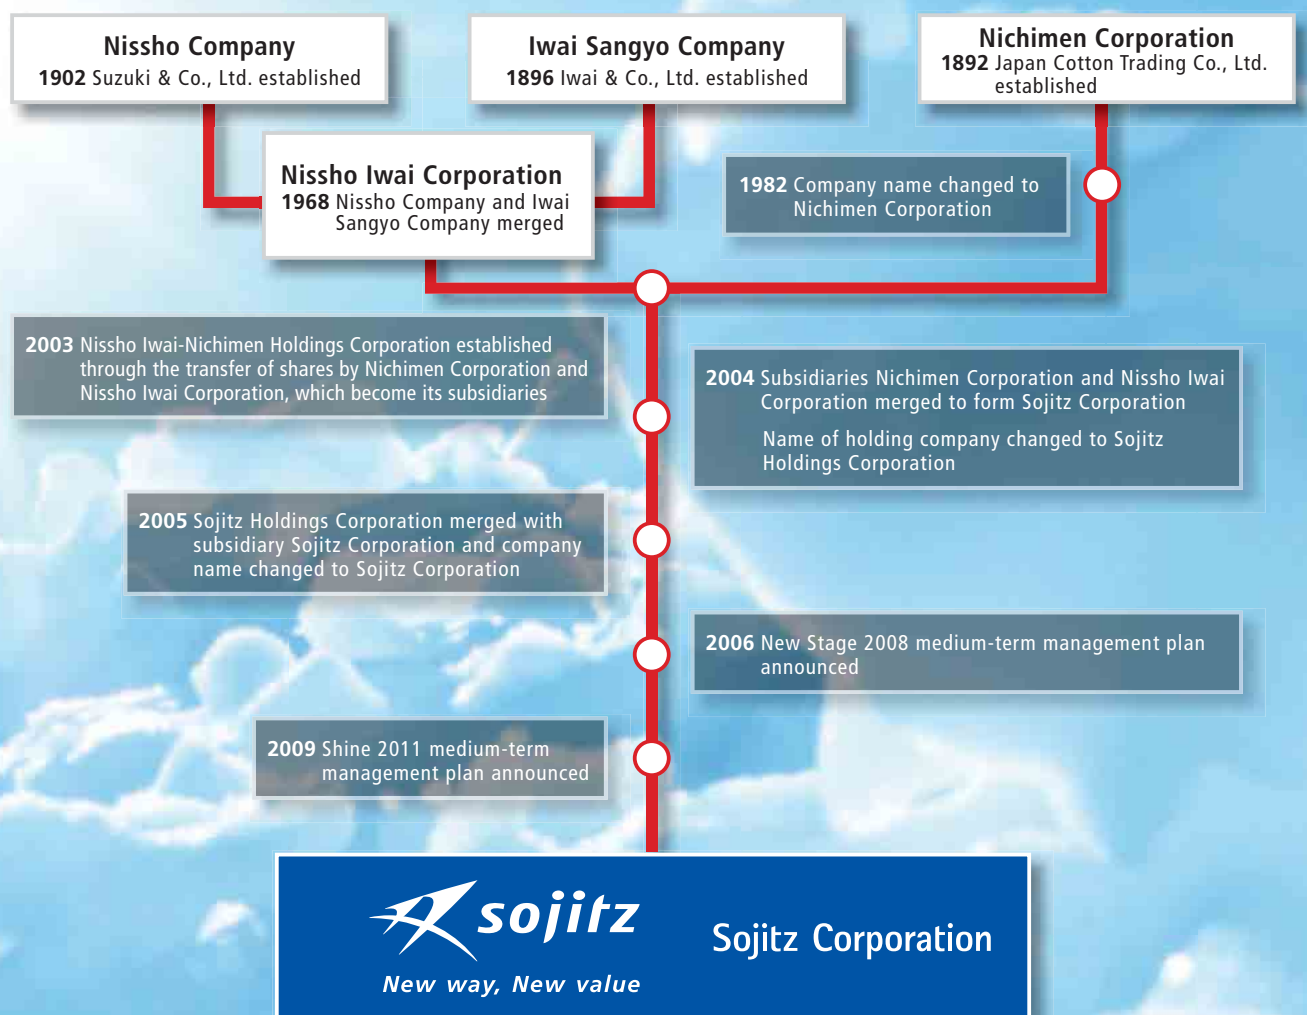 Nissho Company
1902 Suzuki & Co., Ltd. established
Iwai Sangyo Company
1896 Iwai & Co., Ltd. established
Nichimen Corporation
1892 Japan Cotton Trading Co., Ltd.
established
Nissho Iwai Corporation
1968 Nissho Company and Iwai
Sangyo Company merged
1982 Company name changed to
Nichimen Corporation
2003 Nissho Iwai-Nichimen Holdings Corporation established
through the transfer of shares by Nichimen Corporation and
Nissho Iwai Corporation, which become its subsidiaries
2004 Subsidiaries Nichimen Corporation and Nissho Iwai
Corporation merged to form Sojitz Corporation
Name of holding company changed to Sojitz
Holdings Corporation
2005 Sojitz Holdings Corporation merged with
subsidiary Sojitz Corporation and company
name changed to Sojitz Corporation
2006 New Stage 2008 medium-term management plan
announced
2009 Shine 2011 medium-term
management plan announced
sojitz
New way, New value
Sojitz Corporation